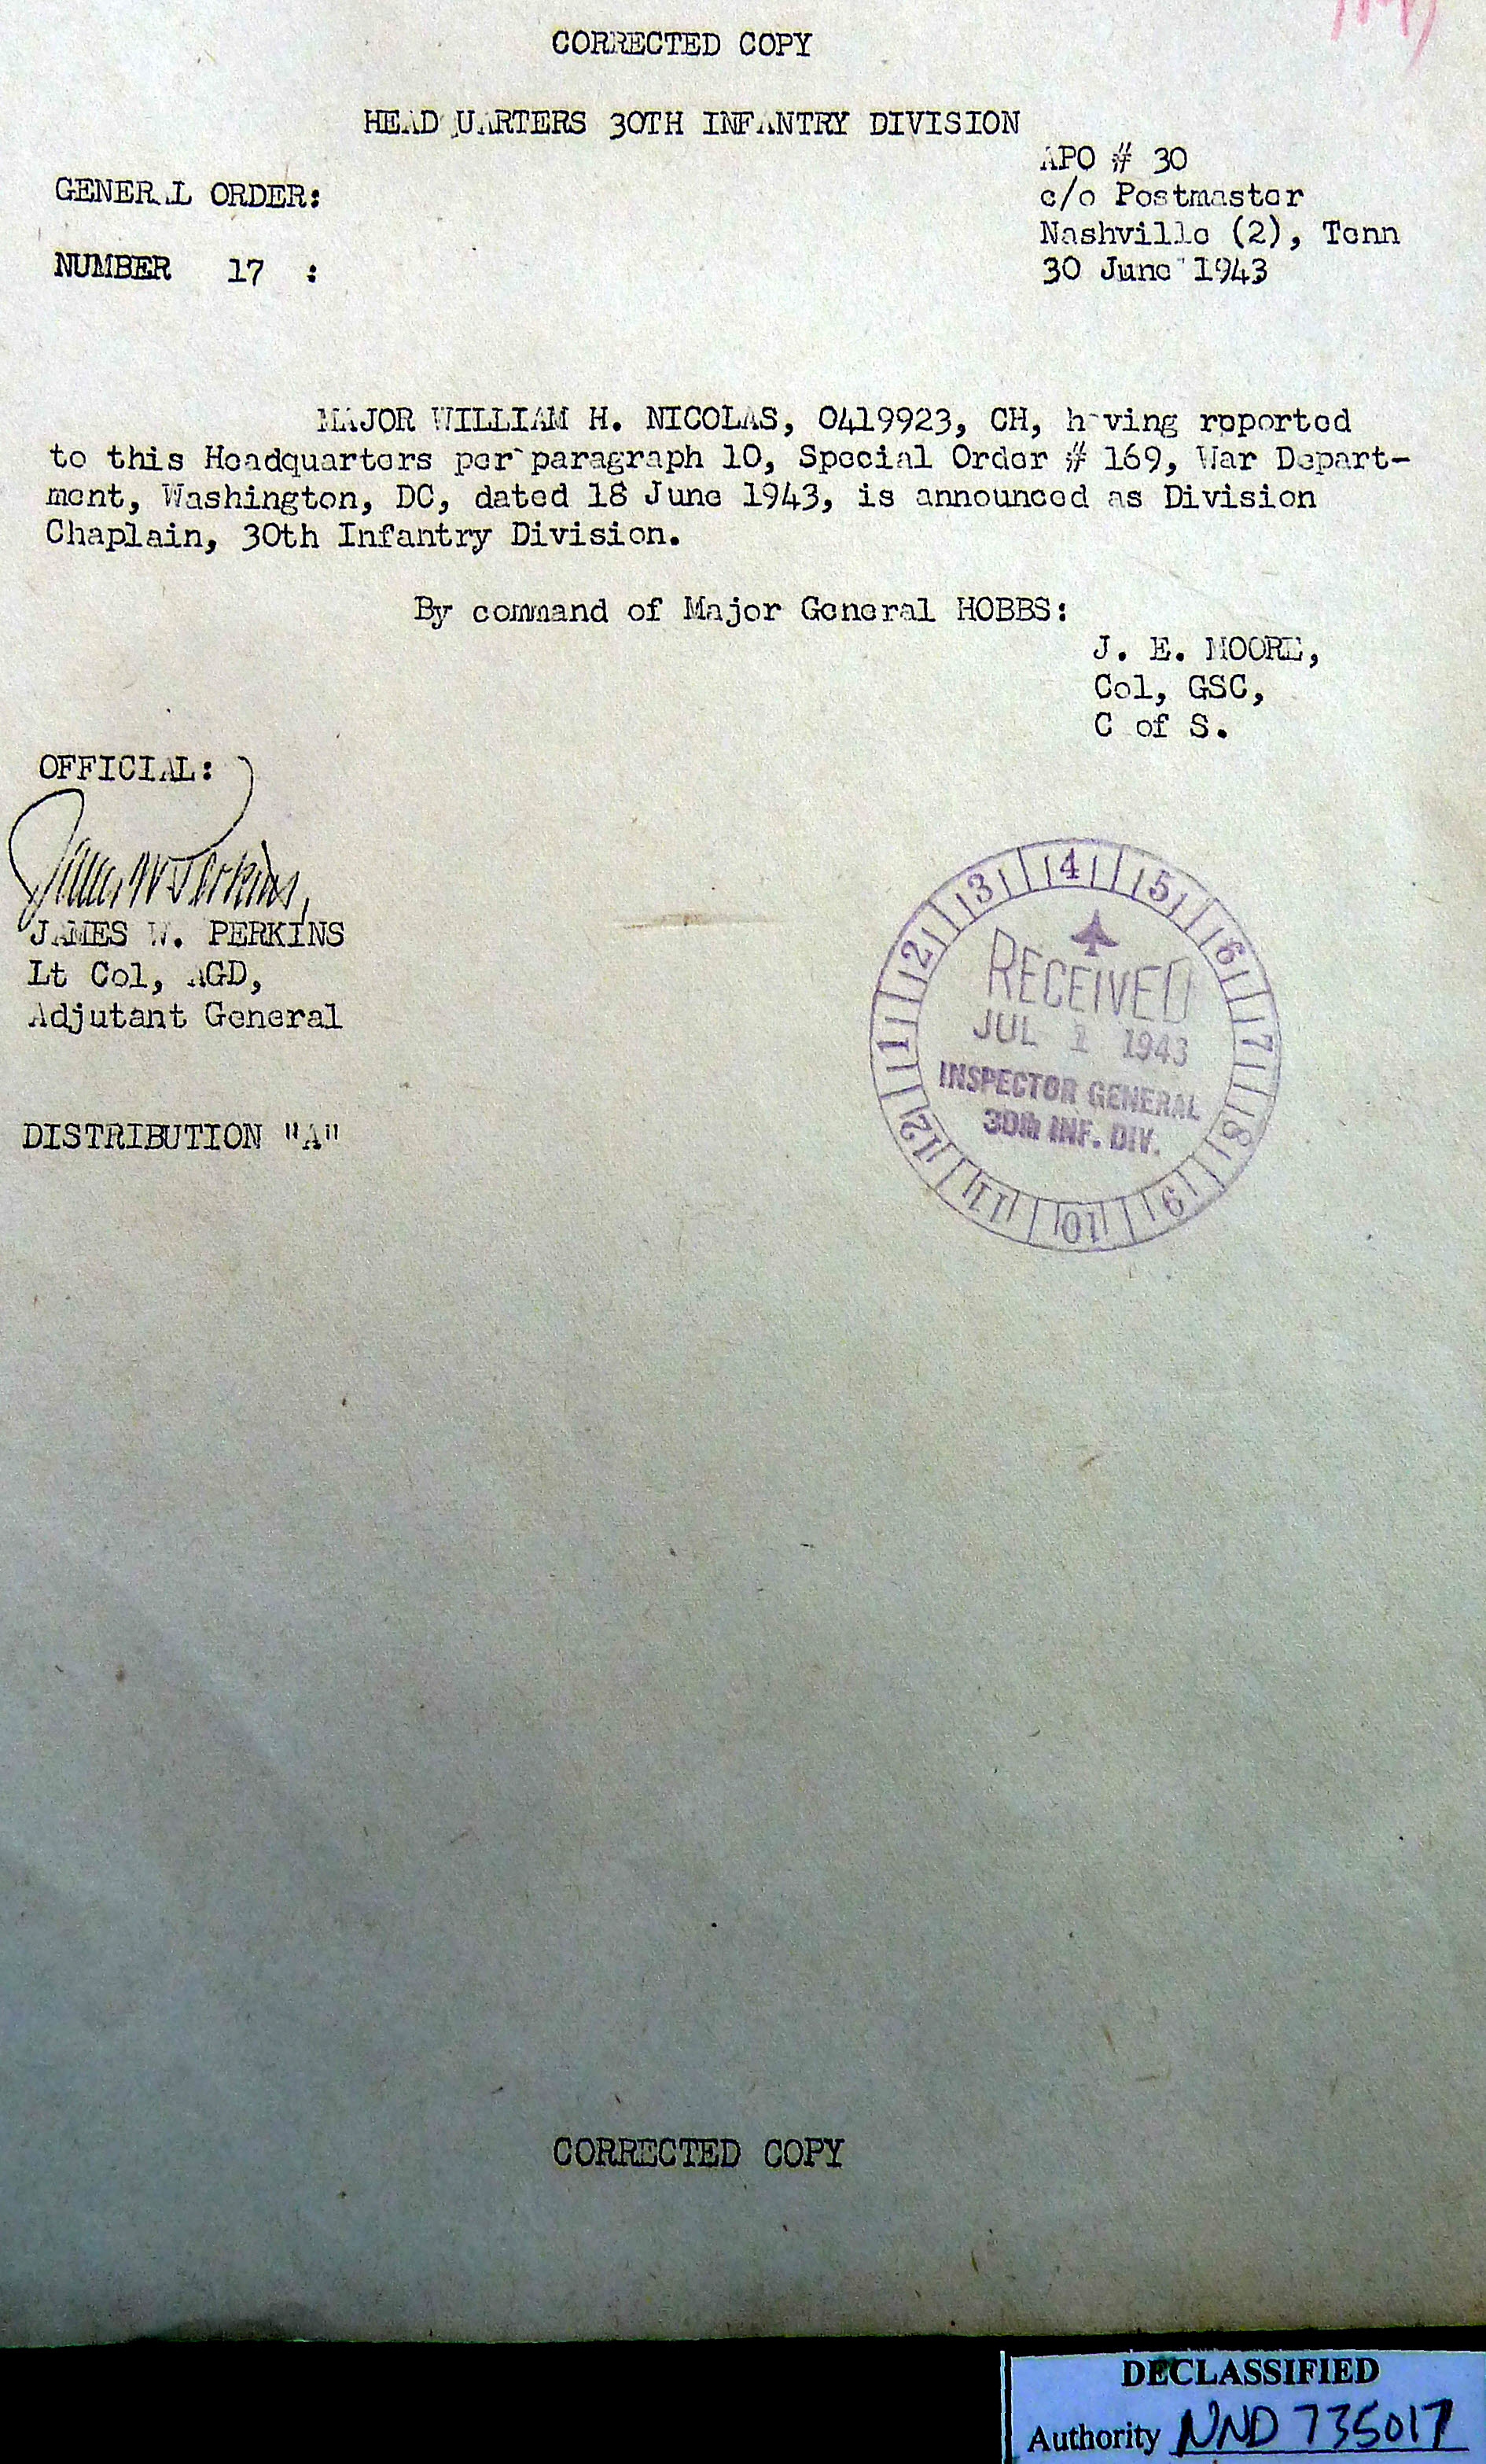 CORRECTED COPY
HEADQUARTERS 30TH INFANTRY DIVISION
APO # 30
GENERAL ORDER:
c/o Postmaster
Nashville (2), Tenn
NUMBER 17 :
30 June 1943
MAJOR WILLIAM H. NICOLAS, O419923, CH, having reported
to this Headquarters per paragraph 10, Special Order # 169, War Depart-
ment, Washington, DC, dated 18 June 1943, is announced as Division
Chaplain, 30th Infantry Division.
By command of Major General HOBBS:
J. E. MOORE,
Col, GSC,
C of S.
OFFICIAL:
James W Perkins,
JAMES W. PERKINS
Lt Col, AGD,
Adjutant General
1 2 3 4 5 6 7 8 9 10 11 12
RECEIVED
JUL 1 1943
INSPECTOR GENERAL
30th INF. DIV.
DISTRIBUTION "A"
CORRECTED COPY
DECLASSIFIED
Authority NND 735017